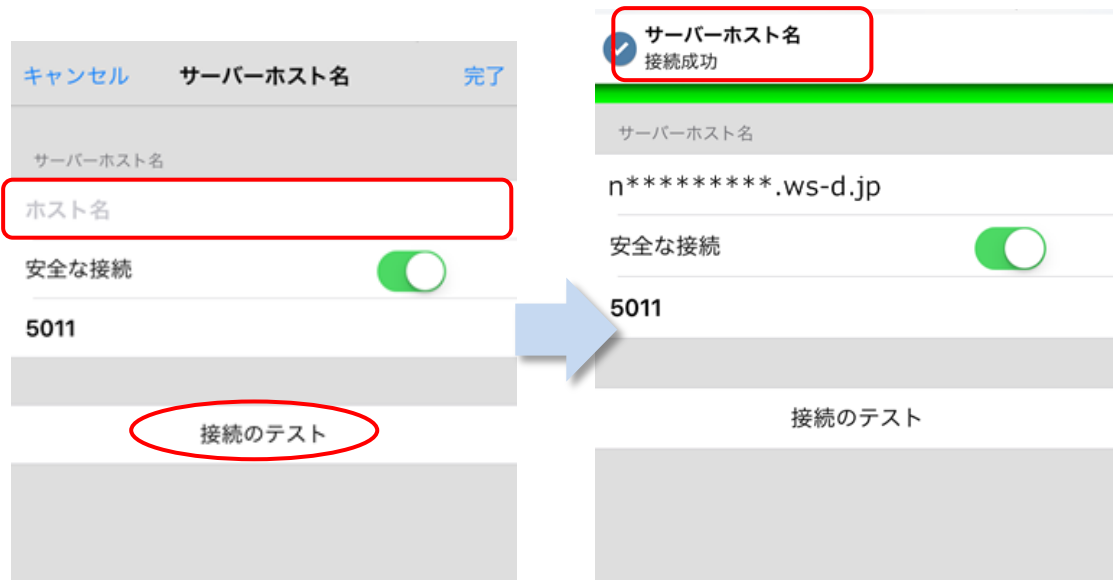 キャンセル サーバーホスト名 完了
サーバーホスト名
ホスト名
安全な接続
5011
接続のテスト
サーバーホスト名
接続成功
サーバーホスト名
n*********.ws-d.jp
安全な接続
5011
接続のテスト